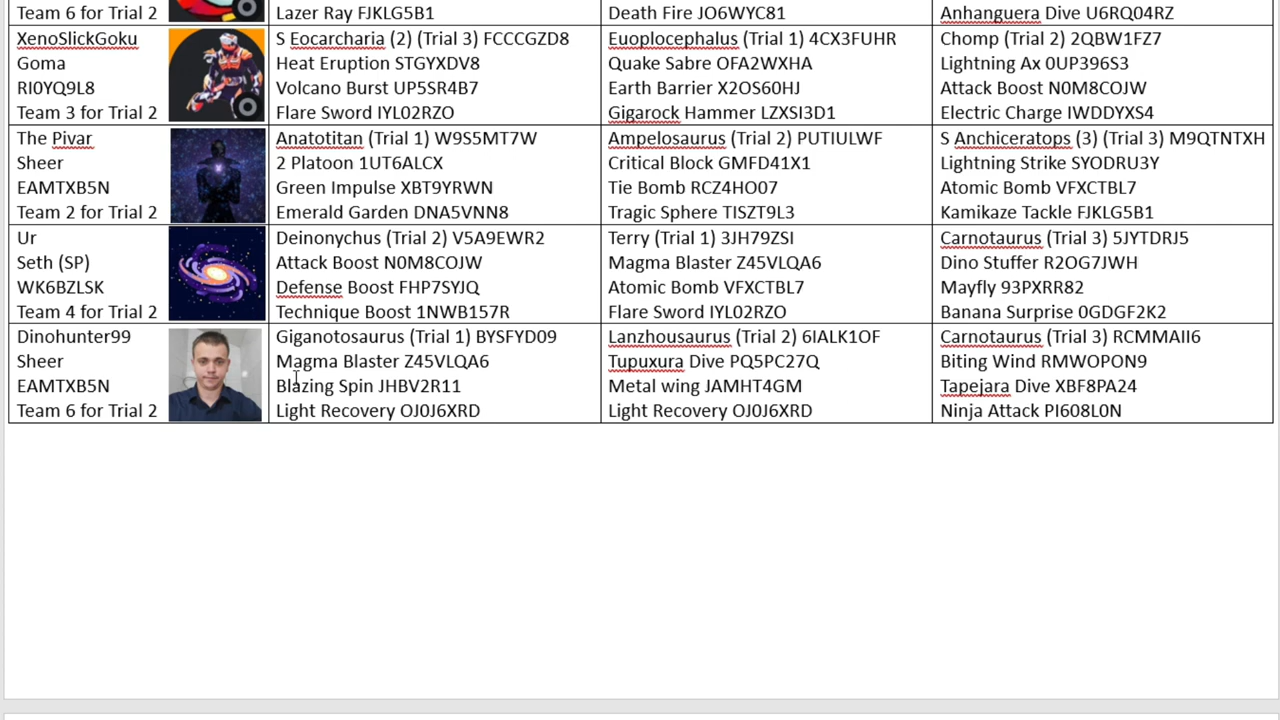 Team 6 for Trial 2
Lazer Ray FJKLG5B1
Death Fire JO6WYC81
Anhanguera Dive U6RQ04RZ
XenoSlickGoku
Goma
RI0YQ9L8
Team 3 for Trial 2
S Eocarcharia (2) (Trial 3) FCCCGZD8
Heat Eruption STGYXDV8
Volcano Burst UP5SR4B7
Flare Sword IYL02RZO
Euoplocephalus (Trial 1) 4CX3FUHR
Quake Sabre OFA2WXHA
Earth Barrier X2OS60HJ
Gigarock Hammer LZXSI3D1
Chomp (Trial 2) 2QBW1FZ7
Lightning Ax 0UP396S3
Attack Boost N0M8COJW
Electric Charge IWDDYXS4
The Pivar
Sheer
EAMTXB5N
Team 2 for Trial 2
Anatotitan (Trial 1) W9S5MT7W
2 Platoon 1UT6ALCX
Green Impulse XBT9YRWN
Emerald Garden DNA5VNN8
Ampelosaurus (Trial 2) PUTIULWF
Critical Block GMFD41X1
Tie Bomb RCZ4HO07
Tragic Sphere TISZT9L3
S Anchiceratops (3) (Trial 3) M9QTNTXH
Lightning Strike SYODRU3Y
Atomic Bomb VFXCTBL7
Kamikaze Tackle FJKLG5B1
Ur
Seth (SP)
WK6BZLSK
Team 4 for Trial 2
Deinonychus (Trial 2) V5A9EWR2
Attack Boost N0M8COJW
Defense Boost FHP7SYJQ
Technique Boost 1NWB157R
Terry (Trial 1) 3JH79ZSI
Magma Blaster Z45VLQA6
Atomic Bomb VFXCTBL7
Flare Sword IYL02RZO
Carnotaurus (Trial 3) 5JYTDRJ5
Dino Stuffer R2OG7JWH
Mayfly 93PXRR82
Banana Surprise 0GDGF2K2
Dinohunter99
Sheer
EAMTXB5N
Team 6 for Trial 2
Giganotosaurus (Trial 1) BYSFYD09
Magma Blaster Z45VLQA6
Blazing Spin JHBV2R11
Light Recovery OJ0J6XRD
Lanzhousaurus (Trial 2) 6IALK1OF
Tupuxura Dive PQ5PC27Q
Metal wing JAMHT4GM
Light Recovery OJ0J6XRD
Carnotaurus (Trial 3) RCMMAII6
Biting Wind RMWOPON9
Tapejara Dive XBF8PA24
Ninja Attack PI608L0N